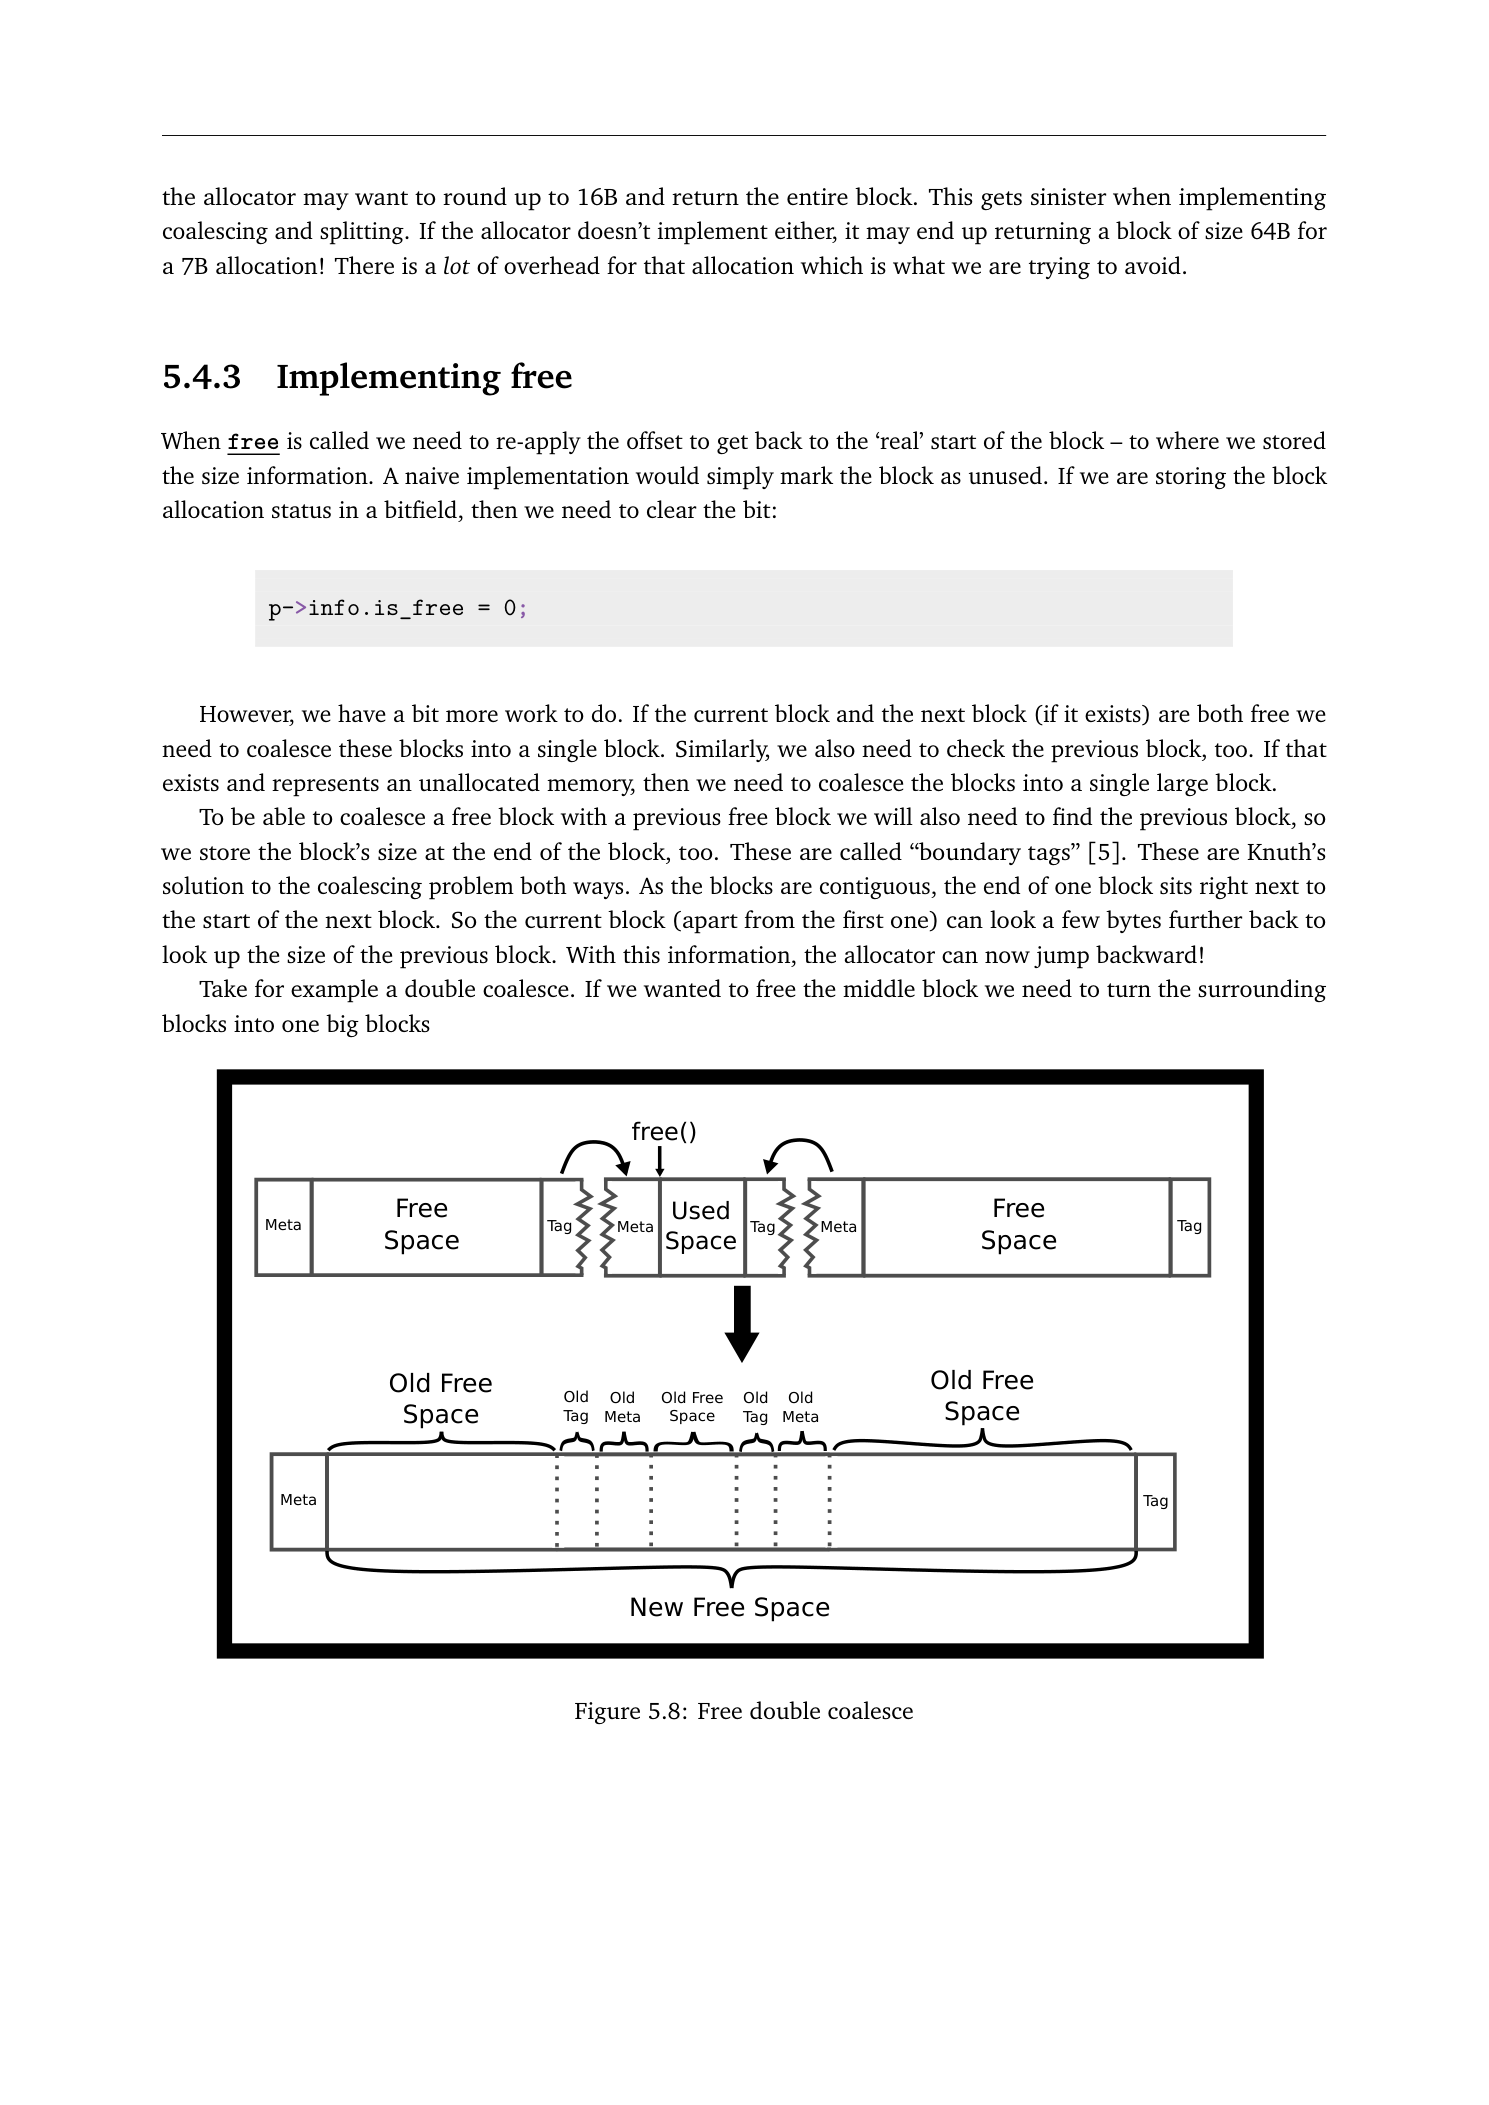 the allocator may want to round up to 16B and return the entire block. This gets sinister when implementing
coalescing and splitting. If the allocator doesn’t implement either, it may end up returning a block of size 64B for
a 7B allocation! There is a lot of overhead for that allocation which is what we are trying to avoid.
5.4.3 Implementing free
When free is called we need to re-apply the offset to get back to the ‘real’ start of the block – to where we stored
the size information. A naive implementation would simply mark the block as unused. If we are storing the block
allocation status in a bitfield, then we need to clear the bit:
p->info.is_free = 0;
However, we have a bit more work to do. If the current block and the next block (if it exists) are both free we
need to coalesce these blocks into a single block. Similarly, we also need to check the previous block, too. If that
exists and represents an unallocated memory, then we need to coalesce the blocks into a single large block.
To be able to coalesce a free block with a previous free block we will also need to find the previous block, so
we store the block’s size at the end of the block, too. These are called “boundary tags” [5]. These are Knuth’s
solution to the coalescing problem both ways. As the blocks are contiguous, the end of one block sits right next to
the start of the next block. So the current block (apart from the first one) can look a few bytes further back to
look up the size of the previous block. With this information, the allocator can now jump backward!
Take for example a double coalesce. If we wanted to free the middle block we need to turn the surrounding
blocks into one big blocks
free()
Meta
Free
Space
Tag
Meta
Used
Space
Tag
Meta
Free
Space
Tag
Old Free
Space
Old
Tag
Old
Meta
Old Free
Space
Old
Tag
Old
Meta
Old Free
Space
Meta
Tag
New Free Space
Figure 5.8: Free double coalesce